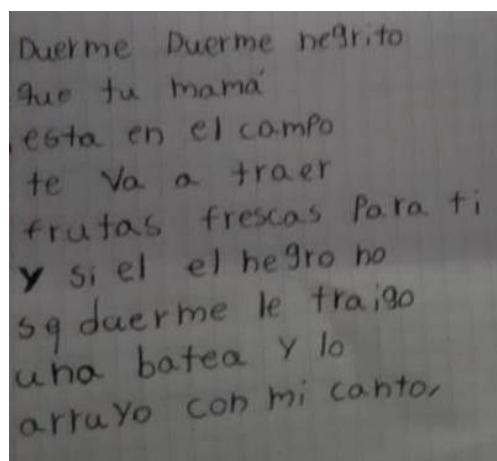 Duerme Duerme negrito
que tu mamá
esta en el campo
te va a traer
frutas frescas para ti
y si el el negro no
sq duerme le traigo
una batea y lo
arruyo con mi canto,